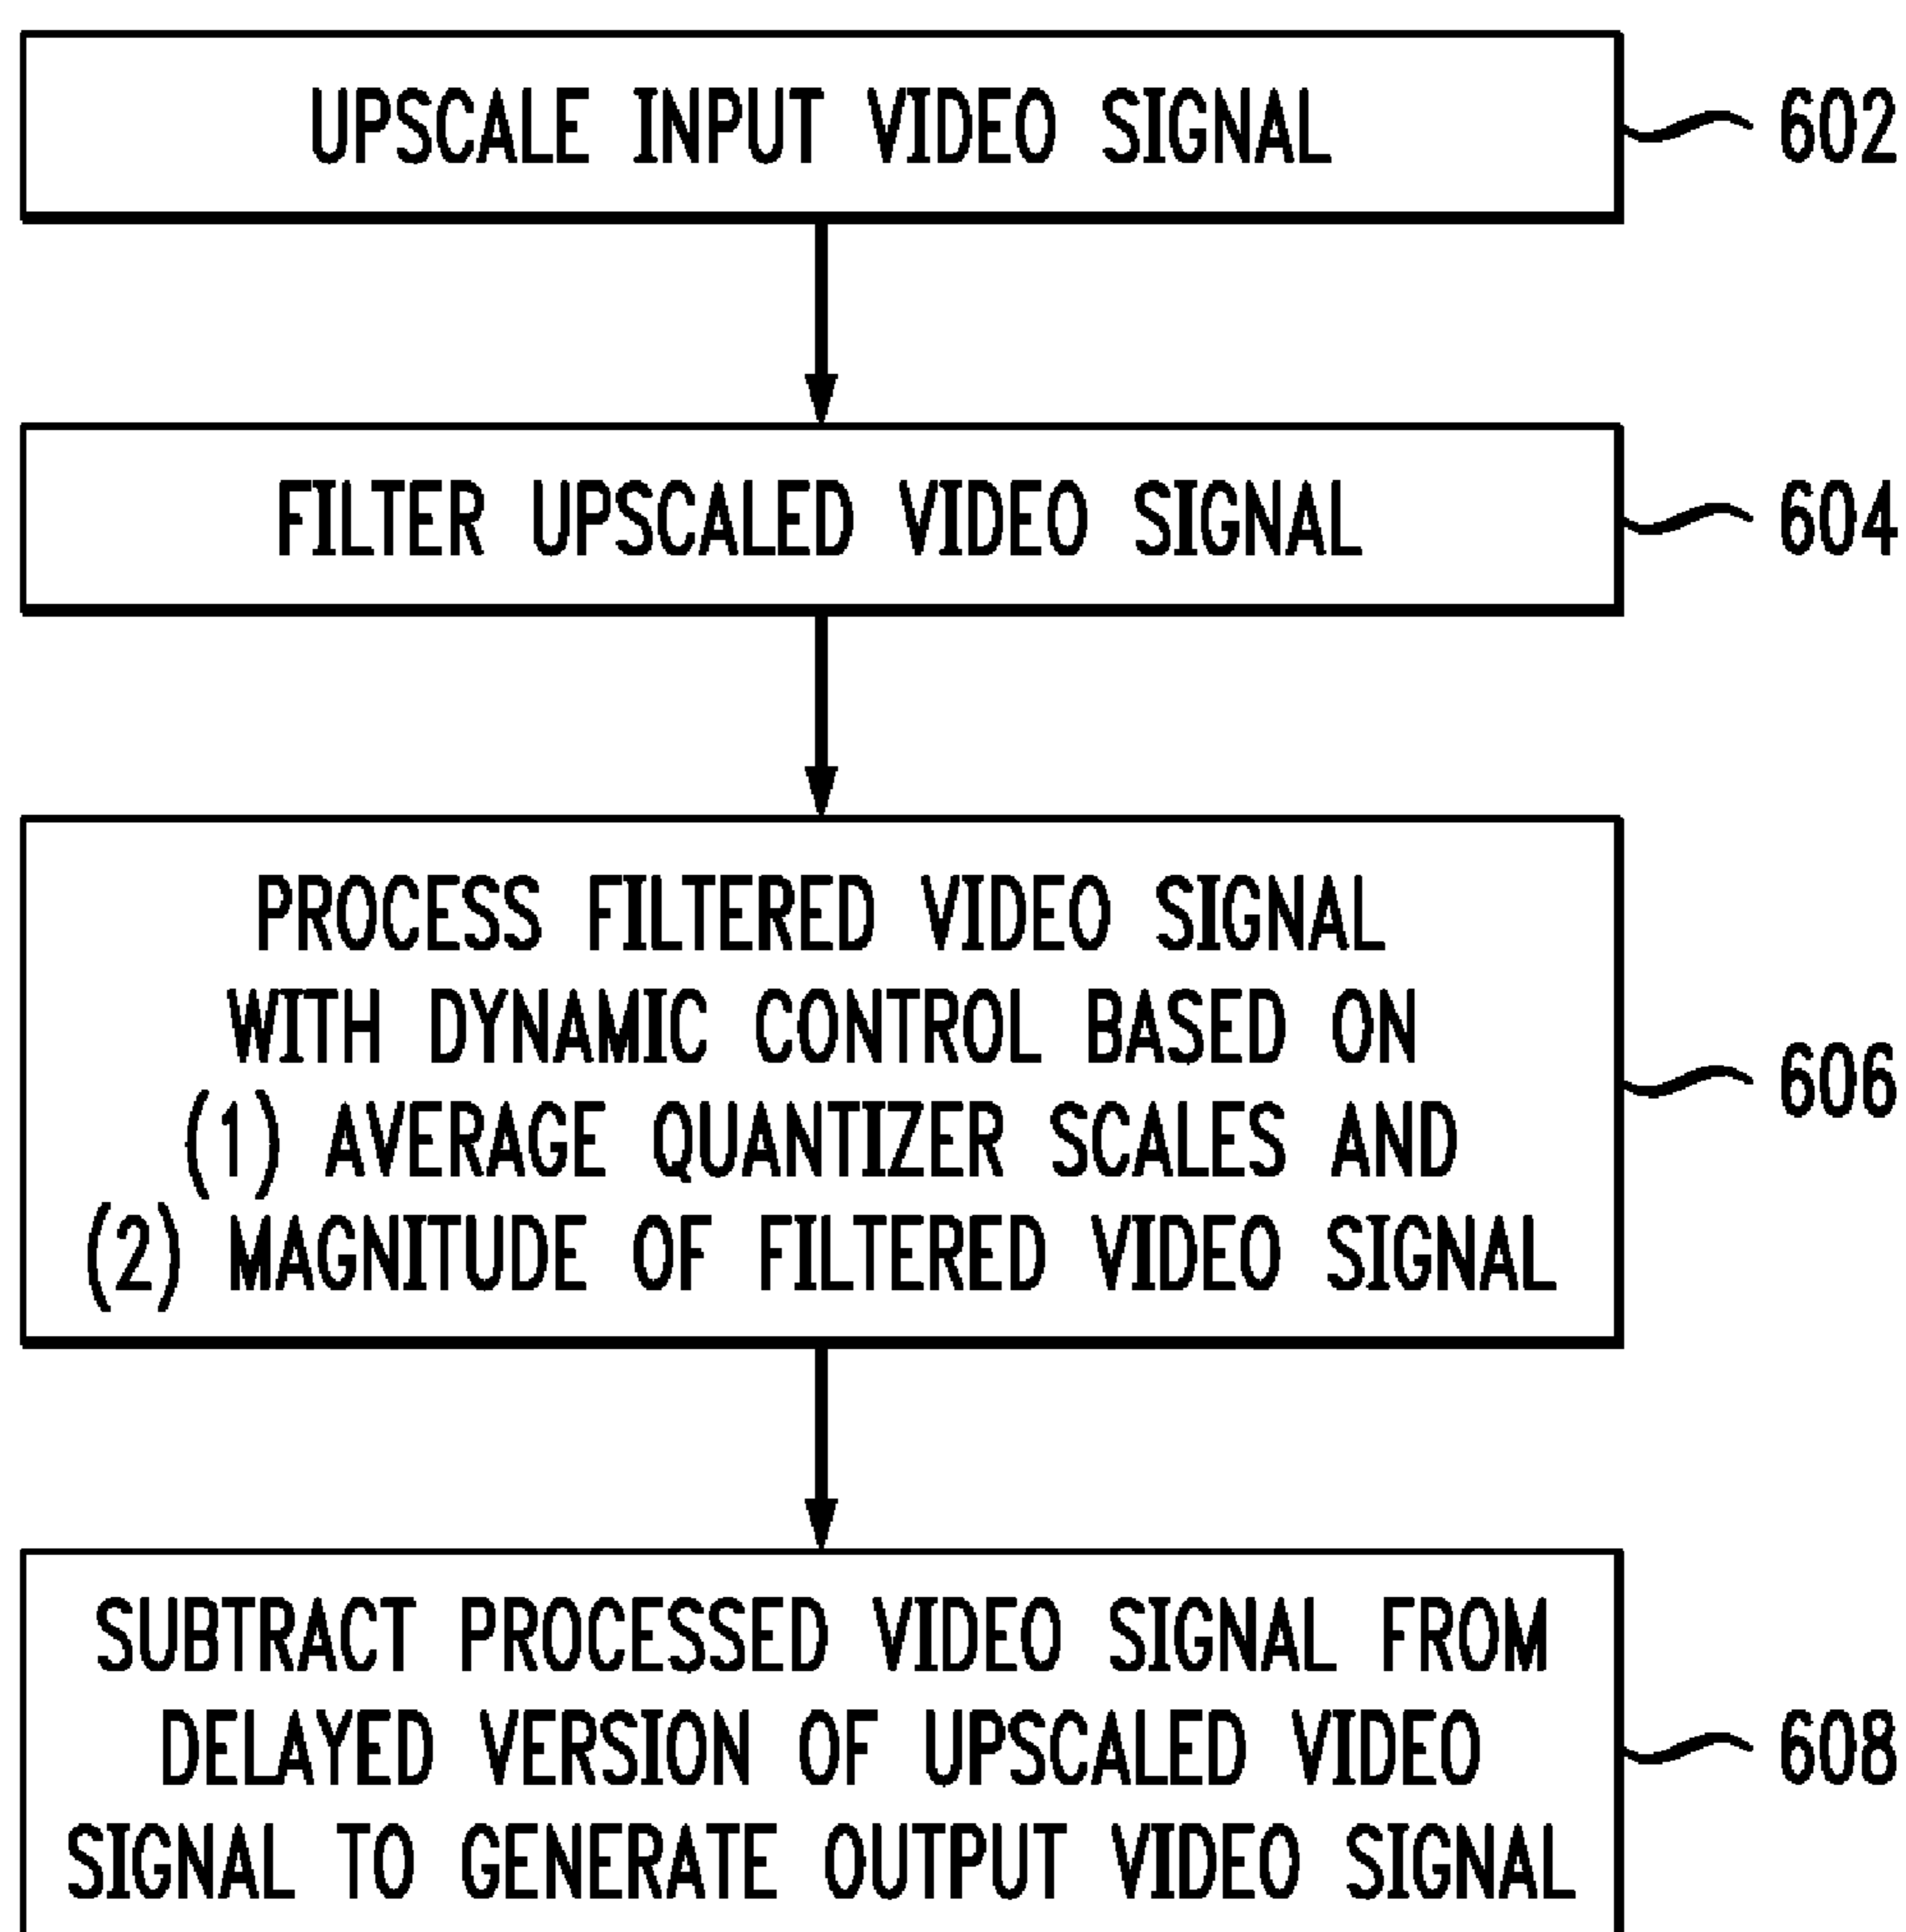 UPSCALE INPUT VIDEO SIGNAL
602
FILTER UPSCALED VIDEO SIGNAL
604
PROCESS FILTERED VIDEO SIGNAL
WITH DYNAMIC CONTROL BASED ON
(1) AVERAGE QUANTIZER SCALES AND
(2) MAGNITUDE OF FILTERED VIDEO SIGNAL
606
SUBTRACT PROCESSED VIDEO SIGNAL FROM
DELAYED VERSION OF UPSCALED VIDEO
SIGNAL TO GENERATE OUTPUT VIDEO SIGNAL
608